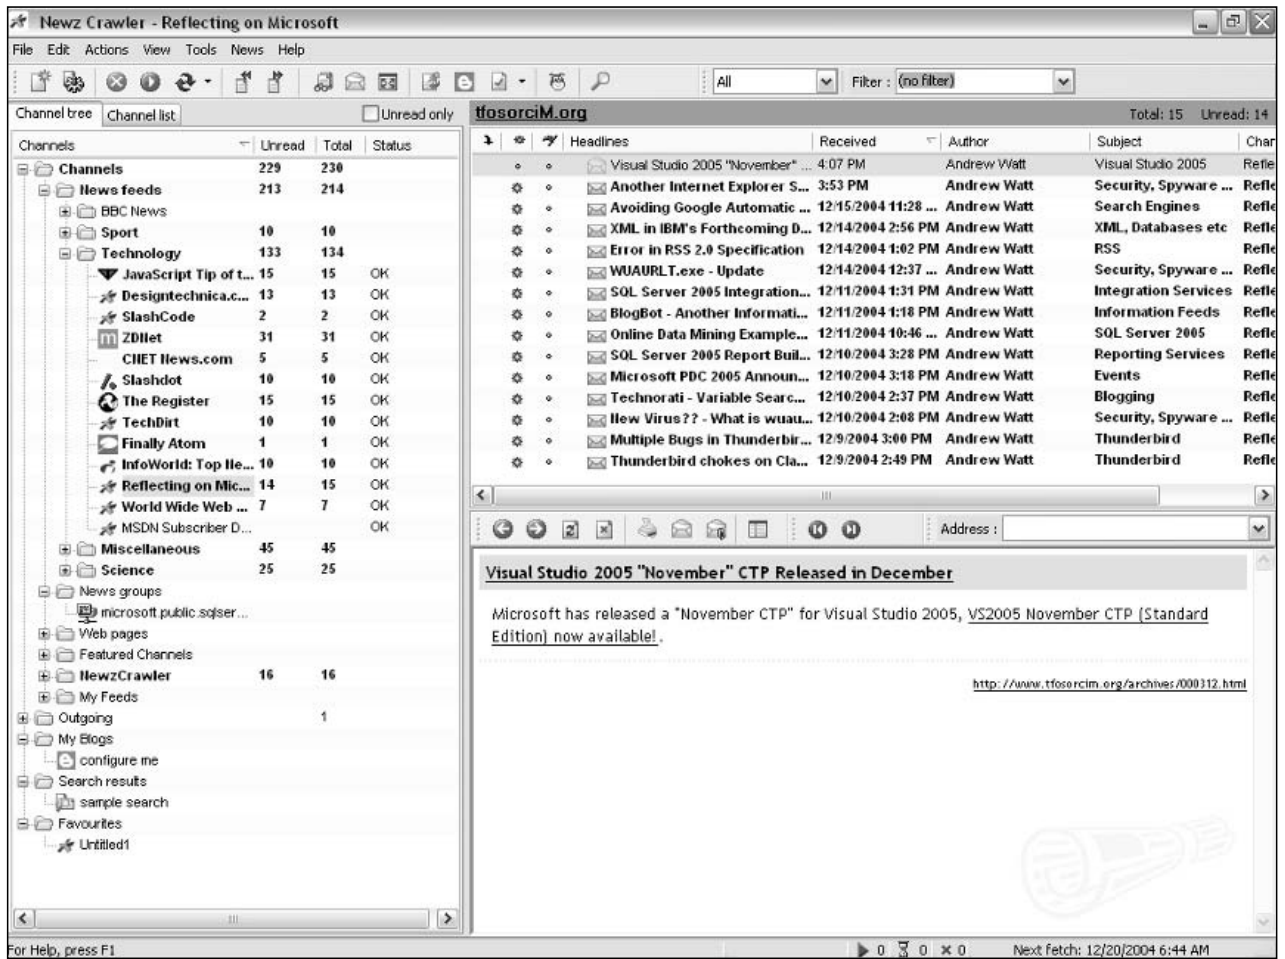 Newz Crawler - Reflecting on Microsoft
File Edit Actions View Tools News Help
All Filter : (no filter)
Channel tree Channel list Unread only
Channels Unread Total Status
Channels 229 230
News feeds 213 214
BBC News
Sport 10 10
Technology 133 134
JavaScript Tip of t... 15 15 OK
Designtechnica.c... 13 13 OK
SlashCode 2 2 OK
ZDNet 31 31 OK
CNET News.com 5 5 OK
Slashdot 10 10 OK
The Register 15 15 OK
TechDirt 10 10 OK
Finally Atom 1 1 OK
InfoWorld: Top Ne... 10 10 OK
Reflecting on Mic... 14 15 OK
World Wide Web ... 7 7 OK
MSDN Subscriber D... OK
Miscellaneous 45 45
Science 25 25
News groups
microsoft.public.sqlser...
Web pages
Featured Channels
NewzCrawler 16 16
My Feeds
Outgoing 1
My Blogs
configure me
Search results
sample search
Favourites
Untitled1
tfosorciM.org Total: 15 Unread: 14
Headlines Received Author Subject Char
Visual Studio 2005 "November" ... 4:07 PM Andrew Watt Visual Studio 2005 Refle
Another Internet Explorer S... 3:53 PM Andrew Watt Security, Spyware ... Refle
Avoiding Google Automatic ... 12/15/2004 11:28 ... Andrew Watt Search Engines Refle
XML in IBM's Forthcoming D... 12/14/2004 2:56 PM Andrew Watt XML, Databases etc Refle
Error in RSS 2.0 Specification 12/14/2004 1:02 PM Andrew Watt RSS Refle
WUAURLT.exe - Update 12/14/2004 12:37 ... Andrew Watt Security, Spyware ... Refle
SQL Server 2005 Integration... 12/11/2004 1:31 PM Andrew Watt Integration Services Refle
BlogBot - Another Informati... 12/11/2004 1:18 PM Andrew Watt Information Feeds Refle
Online Data Mining Example... 12/11/2004 10:46 ... Andrew Watt SQL Server 2005 Refle
SQL Server 2005 Report Buil... 12/10/2004 3:28 PM Andrew Watt Reporting Services Refle
Microsoft PDC 2005 Announ... 12/10/2004 3:18 PM Andrew Watt Events Refle
Technorati - Variable Searc... 12/10/2004 2:37 PM Andrew Watt Blogging Refle
New Virus?? - What is wuau... 12/10/2004 2:08 PM Andrew Watt Security, Spyware ... Refle
Multiple Bugs in Thunderbir... 12/9/2004 3:00 PM Andrew Watt Thunderbird Refle
Thunderbird chokes on Cla... 12/9/2004 2:49 PM Andrew Watt Thunderbird Refle
Address :
Visual Studio 2005 "November" CTP Released in December
Microsoft has released a "November CTP" for Visual Studio 2005, VS2005 November CTP (Standard
Edition) now available! .
http://www.tfosorcim.org/archives/000312.html
For Help, press F1 0 0 0 Next fetch: 12/20/2004 6:44 AM